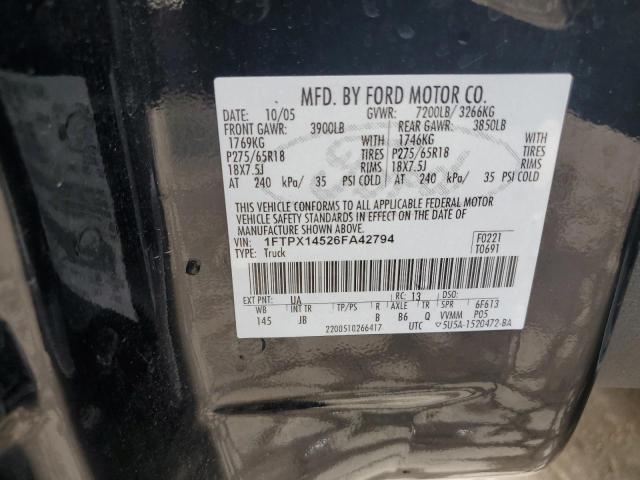 MFD. BY FORD MOTOR CO.
DATE: 10/05 GVWR: 7200LB/ 3266KG
FRONT GAWR: 3900LB REAR GAWR: 3850LB
1769KG WITH 1746KG WITH
P275/65R18 TIRES P275/65R18 TIRES
18X7.5J RIMS 18X7.5J RIMS
AT 240 kPa/ 35 PSI COLD AT 240 kPa/ 35 PSI COLD
THIS VEHICLE CONFORMS TO ALL APPLICABLE FEDERAL MOTOR
VEHICLE SAFETY STANDARDS IN EFFECT ON THE DATE OF
MANUFACTURE SHOWN ABOVE.
VIN: 1FTPX14526FA42794 F0221
TYPE: Truck T0691
EXT PNT: UA RC: 13 DSO:
WB INT TR TP/PS R AXLE TR SPR 6F613
145 JB B B6 Q VVMM P05
2200510266417 UTC 5U5A-1520472-BA